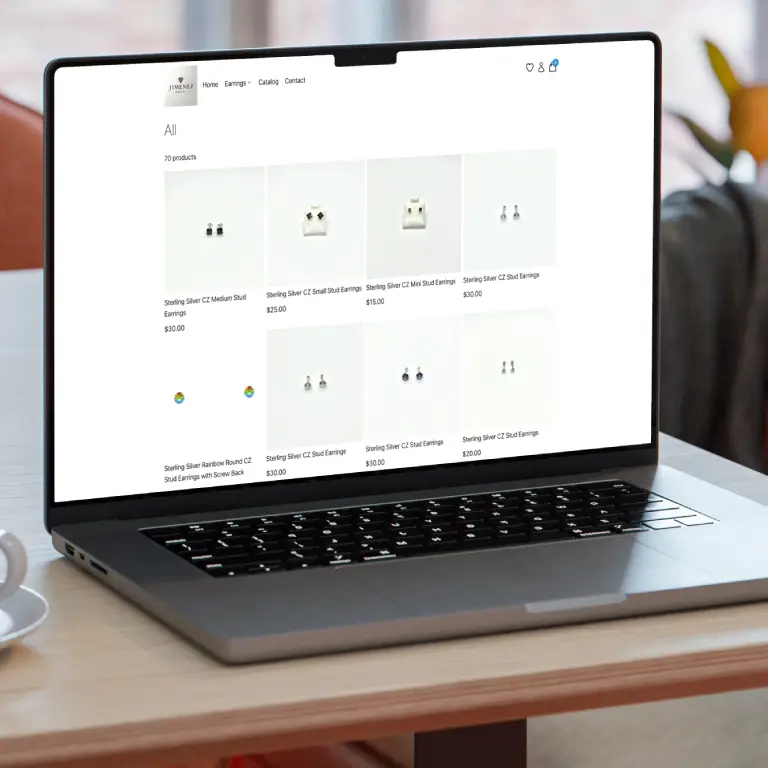 JIMENEZ
Home Earrings Catalog Contact
All
70 products
Sterling Silver CZ Medium Stud
Earrings
$30.00
Sterling Silver CZ Small Stud Earrings
$25.00
Sterling Silver CZ Mini Stud Earrings
$15.00
Sterling Silver CZ Stud Earrings
$30.00
Sterling Silver Rainbow Round CZ
Stud Earrings with Screw Back
Sterling Silver CZ Stud Earrings
$30.00
Sterling Silver CZ Stud Earrings
$30.00
Sterling Silver CZ Stud Earrings
$20.00